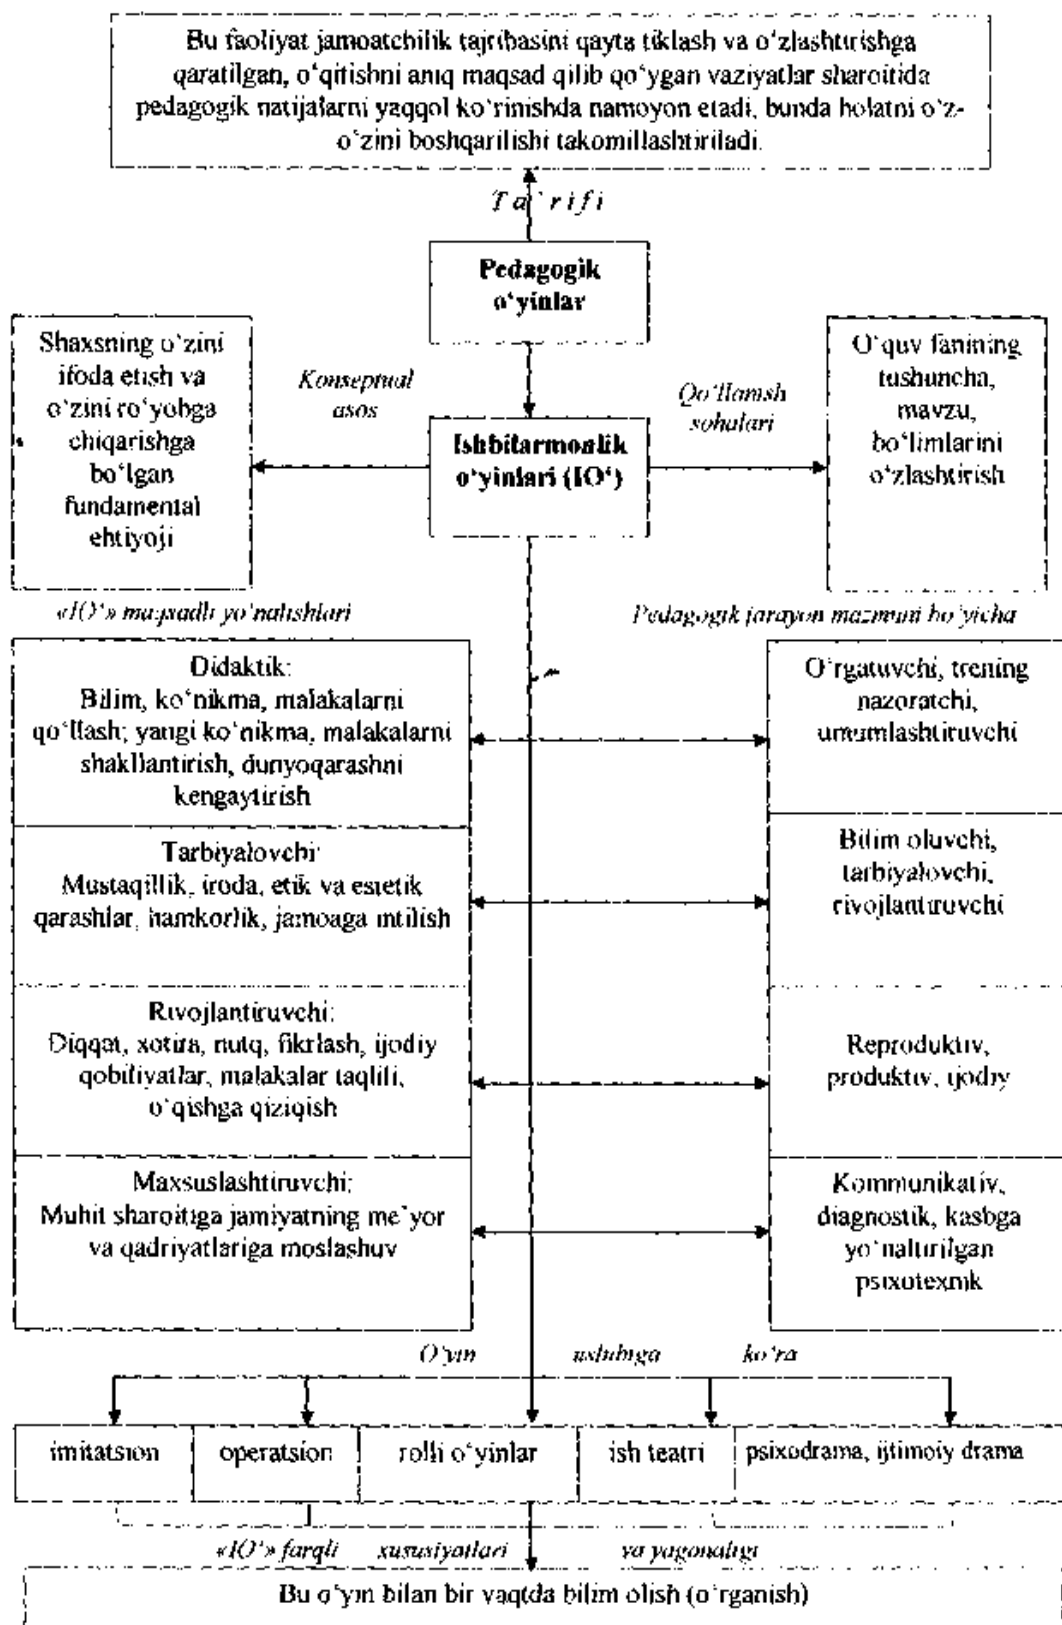 Bu faoliyat jamoatchilik tajribasini qayta tiklash va o‘zlashtirishga
qaratilgan, o‘qitishni aniq maqsad qilib qo‘ygan vaziyatlar sharoitida
pedagogik natijalarni yaqqol ko‘rinishda namoyon etadi, bunda holatni o‘z-
o‘zini boshqarilishi takomillashtiriladi.
Ta`rifi
Pedagogik
o‘yinlar
Shaxsning o‘zini
ifoda etish va
o‘zini ro‘yobga
chiqarishga
bo‘lgan
fundamental
ehtiyoji
Konseptual
asos
Ishbilarmonlik
o‘yinlari (IO‘)
Qo‘llanish
sohalari
O‘quv fanining
tushuncha,
mavzu,
bo‘limlarini
o‘zlashtirish
«IO‘» maqsadli yo‘nalishlari
Pedagogik jarayon mazmuni bo‘yicha
Didaktik:
Bilim, ko‘nikma, malakalarni
qo‘llash; yangi ko‘nikma, malakalarni
shakllantirish, dunyoqarashni
kengaytirish
O‘rgatuvchi, trening
nazoratchi,
umumlashtiruvchi
Tarbiyalovchi
Mustaqillik, iroda, etik va estetik
qarashlar, hamkorlik, jamoaga intilish
Bilim oluvchi,
tarbiyalovchi,
rivojlantiruvchi
Rivojlantiruvchi:
Diqqat, xotira, nutq, fikrlash, ijodiy
qobiliyatlar, malakalar taqlili,
o‘qishga qiziqish
Reproduktiv,
produktiv, ijodiy
Maxsuslashtiruvchi:
Muhit sharoitiga jamiyatning me`yor
va qadriyatlariga moslashuv
Kommunikativ,
diagnostik, kasbga
yo‘naltirilgan
psixotexnik
O‘yin uslubiga ko‘ra
imitatsion
operatsion
rolli o‘yinlar
ish teatri
psixodrama, ijtimoiy drama
«IO‘» farqli xususiyatlari va yagonaligi
Bu o‘yin bilan bir vaqtda bilim olish (o‘rganish)